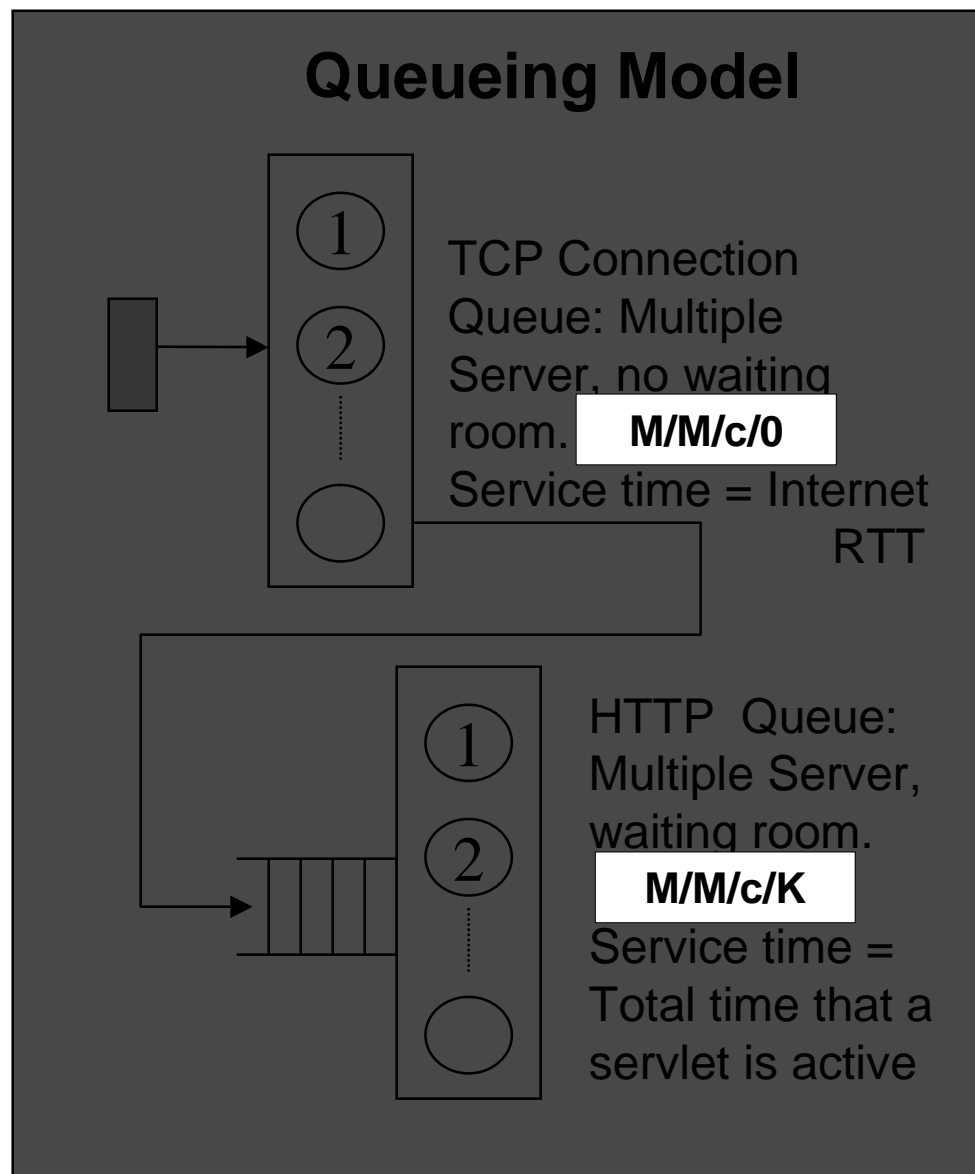 Queueing Model
1
2
TCP Connection
Queue: Multiple
Server, no waiting
room. M/M/c/0
Service time = Internet
RTT
1
2
HTTP Queue:
Multiple Server,
waiting room.
M/M/c/K
Service time =
Total time that a
servlet is active